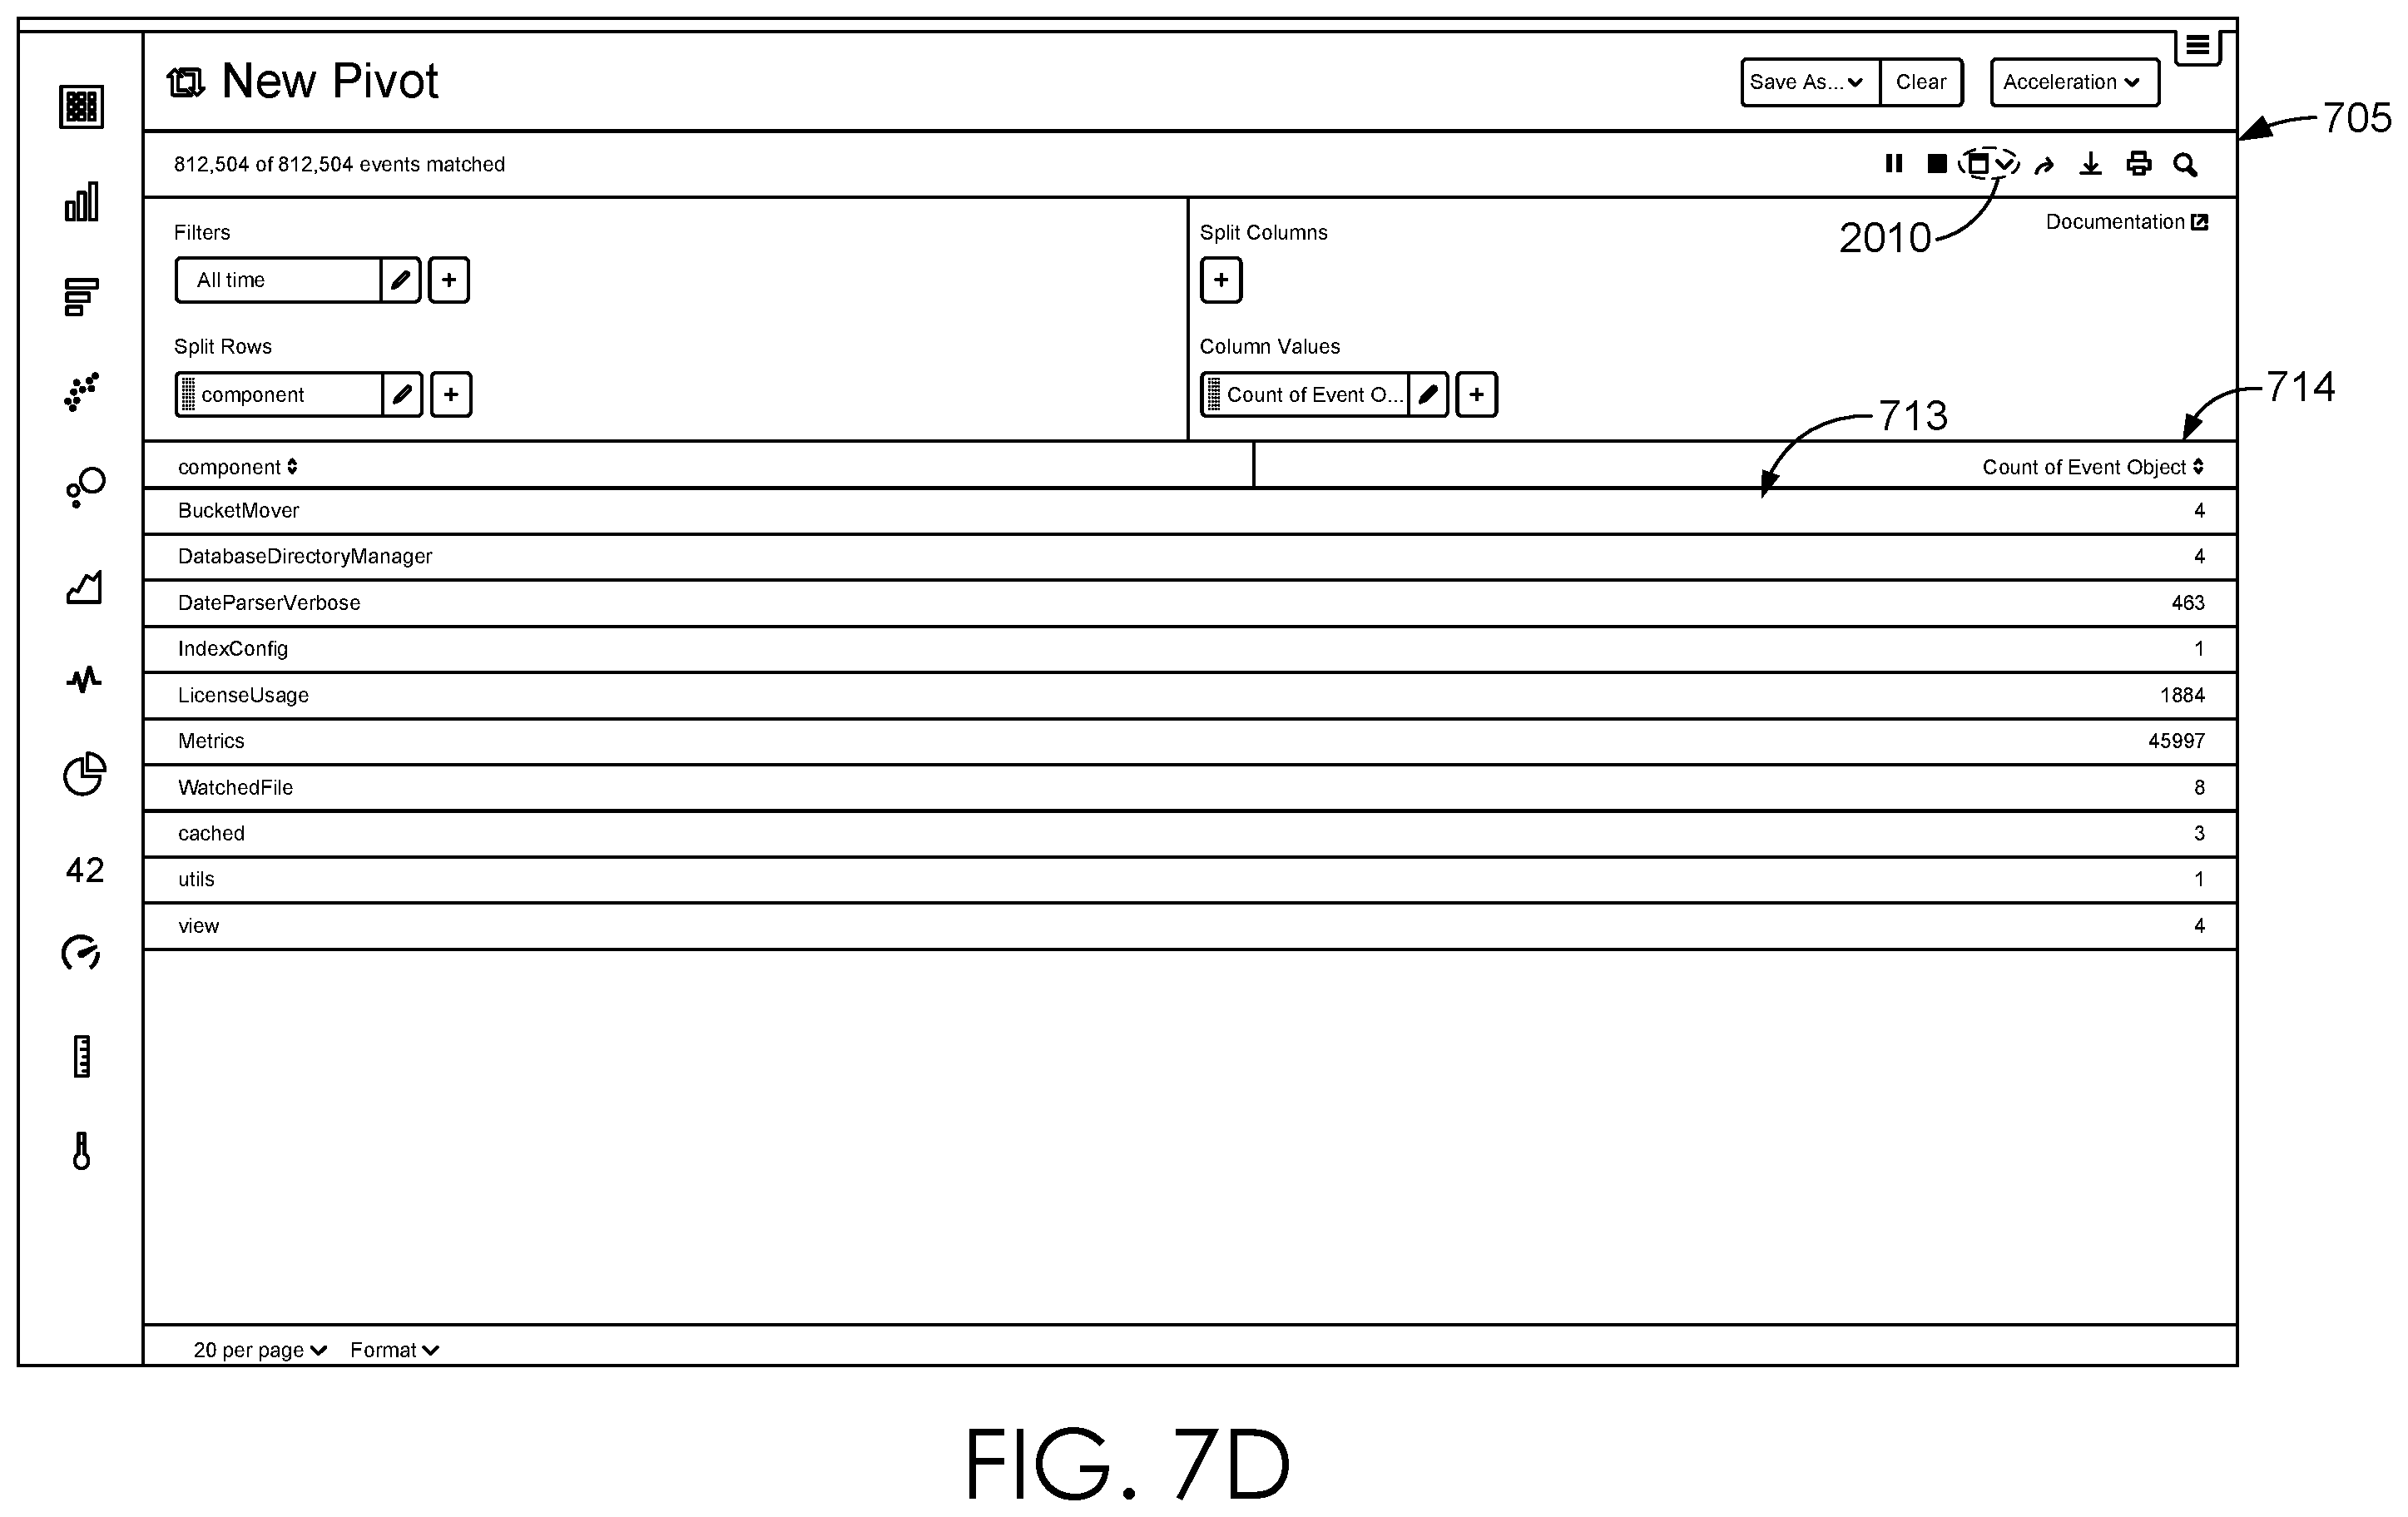 New Pivot
Save As... Clear Acceleration
705
812,504 of 812,504 events matched
2010
Documentation
Filters
All time
+
Split Columns
+
Split Rows
component
+
Column Values
Count of Event O...
+
713
714
component Count of Event Object
BucketMover 4
DatabaseDirectoryManager 4
DateParserVerbose 463
IndexConfig 1
LicenseUsage 1884
Metrics 45997
WatchedFile 8
cached 3
42
utils 1
view 4
20 per page Format
FIG. 7D